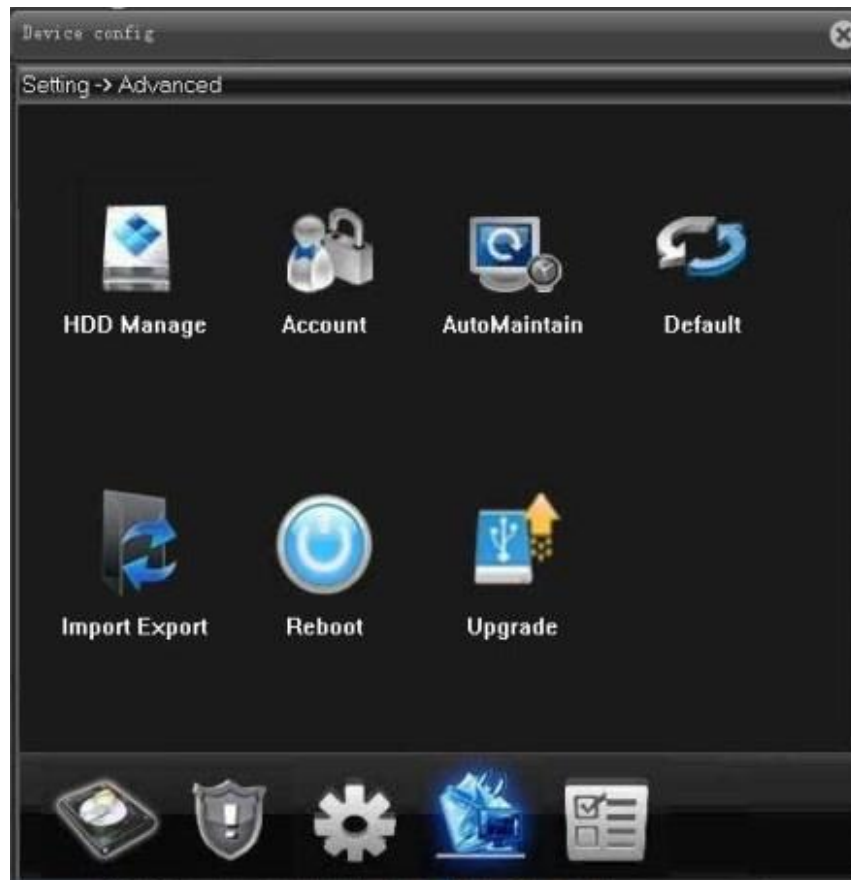 Device config
Setting -> Advanced
HDD Manage
Account
AutoMaintain
Default
Import Export
Reboot
Upgrade